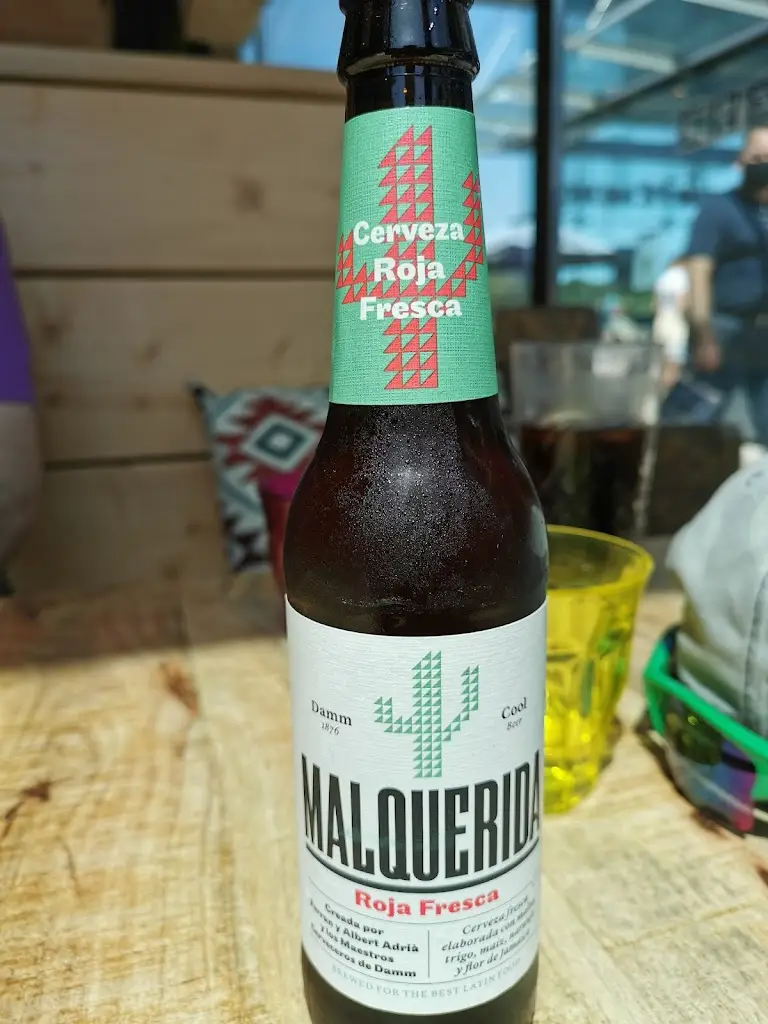 Cerveza
Roja
Fresca
Damm
1876
Cool
Beer
MALQUERIDA
Roja Fresca
Creada por
Ferran y Albert Adrià
y los Maestros
Cerveceros de Damm
Cerveza fresca
elaborada con
trigo, maíz, naranja
y flor de Jamaica
BREWED FOR THE BEST LATIN FOOD